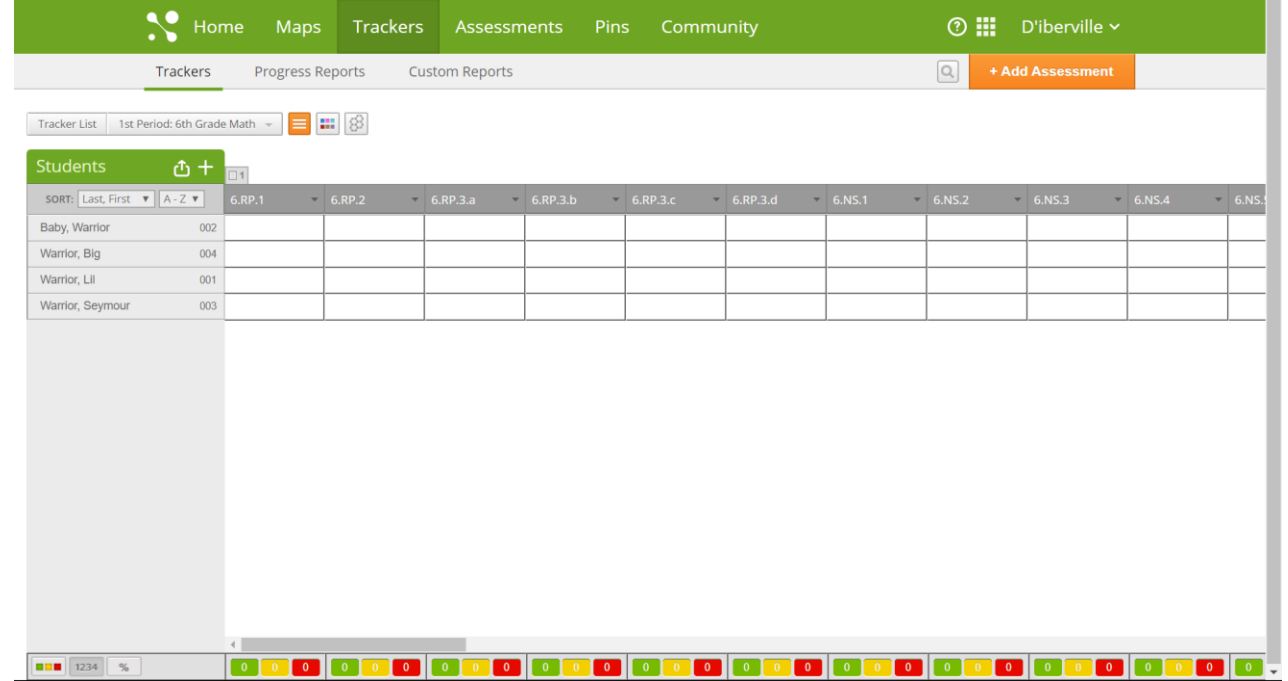 Home Maps Trackers Assessments Pins Community ? D'iberville
Trackers Progress Reports Custom Reports + Add Assessment
Tracker List 1st Period: 6th Grade Math
Students +
1
SORT: Last, First A - Z 6.RP.1 6.RP.2 6.RP.3.a 6.RP.3.b 6.RP.3.c 6.RP.3.d 6.NS.1 6.NS.2 6.NS.3 6.NS.4 6.NS.
Baby, Warrior 002
Warrior, Big 004
Warrior, Lil 001
Warrior, Seymour 003
1234 % 0 0 0 0 0 0 0 0 0 0 0 0 0 0 0 0 0 0 0 0 0 0 0 0 0 0 0 0 0 0 0